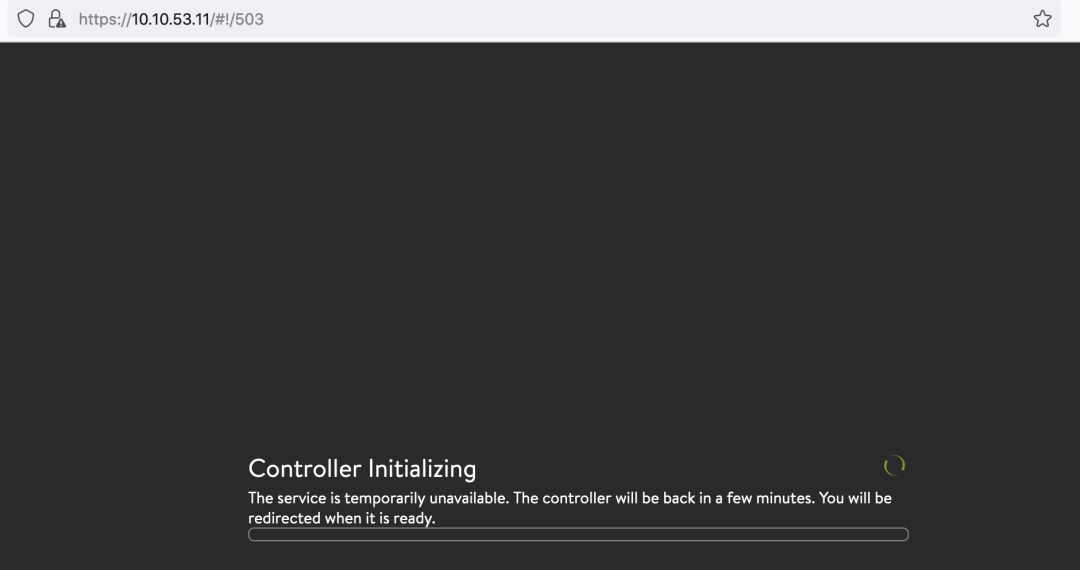 https://10.10.53.11/#!/503
Controller Initializing
The service is temporarily unavailable. The controller will be back in a few minutes. You will be
redirected when it is ready.